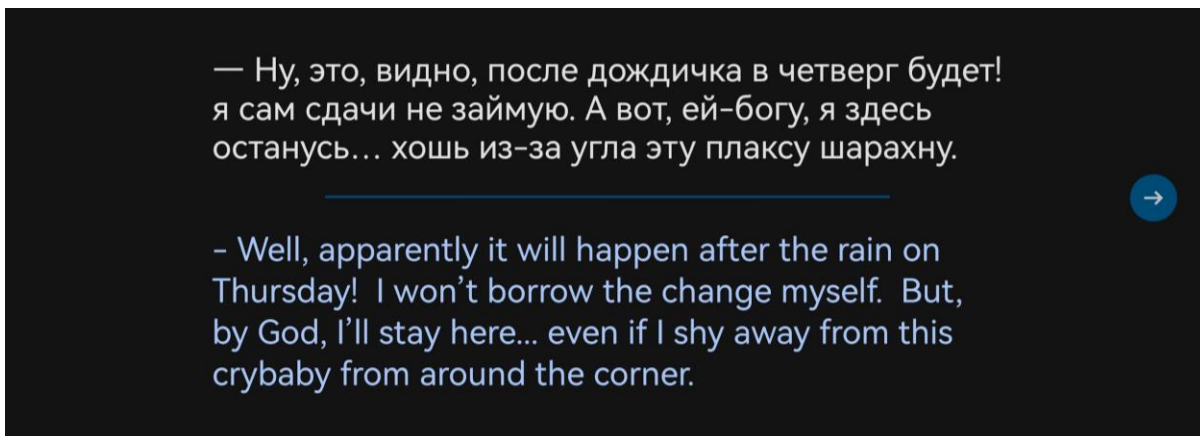 — Ну, это, видно, после дождичка в четверг будет!
я сам сдачи не займую. А вот, ей-богу, я здесь
останусь... хошь из-за угла эту плаксу шарахну.
- Well, apparently it will happen after the rain on
Thursday!  I won't borrow the change myself.  But,
by God, I'll stay here... even if I shy away from this
crybaby from around the corner.